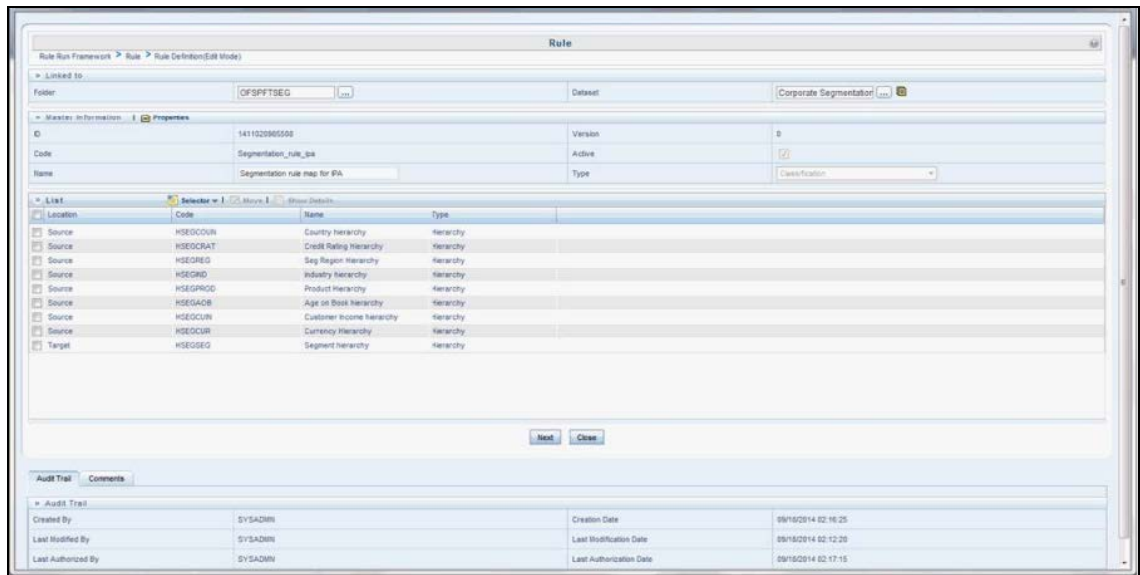 Rule
Rule Run Framework > Rule > Rule Definition(Edit Mode)
» Linked to
Folder OFSPFTSEG ... Dataset Corporate Segmentation ...
» Master Information | Properties
ID Version 0
Code Segmentation_rule_ipa Active
Name Segmentation rule map for IPA Type Classification
» List Selector | Move | Show Details
Location Code Name Type
Source HSEGCOUN Country hierarchy Hierarchy
Source HSEGCRAT Credit Rating Hierarchy Hierarchy
Source HSEGREG Seg Region Hierarchy Hierarchy
Source HSEGIND Industry hierarchy Hierarchy
Source HSEGPROD Product Hierarchy Hierarchy
Source HSEGAOB Age on Book hierarchy Hierarchy
Source HSEGCUIN Customer Income hierarchy Hierarchy
Source HSEGCUR Currency Hierarchy Hierarchy
Target HSEGSEG Segment hierarchy Hierarchy
Next Close
Audit Trail Comments
» Audit Trail
Created By SYSADMN Creation Date 09/18/2014 02:16:25
Last Modified By SYSADMN Last Modification Date 09/18/2014 02:12:20
Last Authorized By SYSADMN Last Authorization Date 09/18/2014 02:17:15